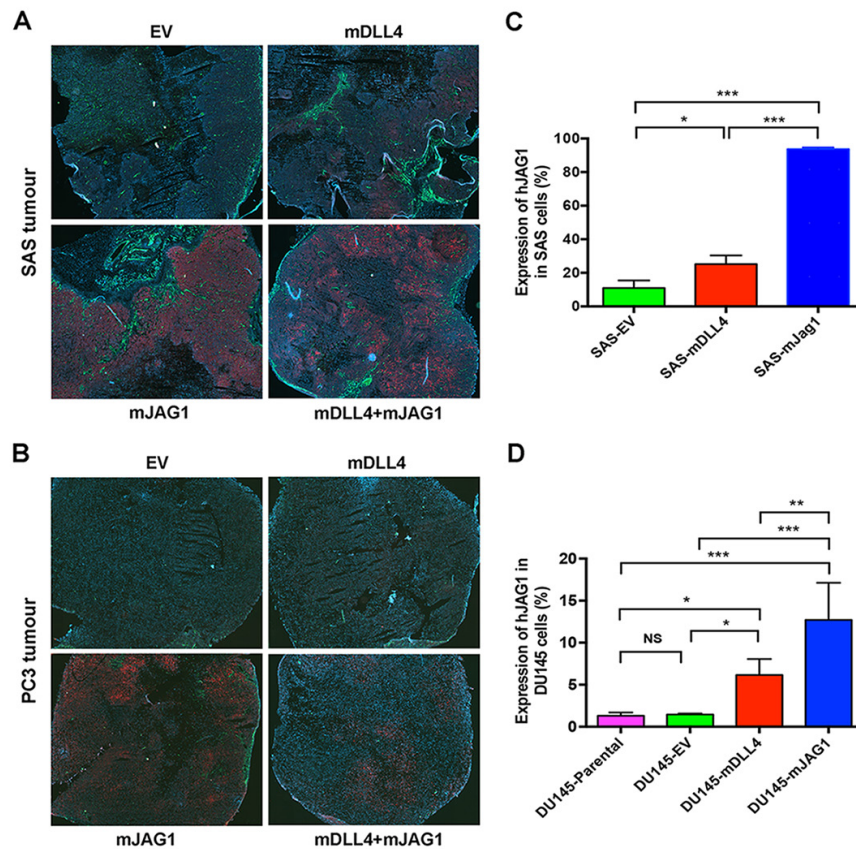 A
EV
mDLL4
SAS tumour
mJAG1
mDLL4+mJAG1
B
EV
mDLL4
PC3 tumour
mJAG1
mDLL4+mJAG1
C
***
*
***
Expression of hJAG1
in SAS cells (%)
100
80
60
40
20
0
SAS-EV
SAS-mDLL4
SAS-mJag1
D
**
***
***
*
NS
*
Expression of hJAG1 in
DU145 cells (%)
20
15
10
5
0
DU145-Parental
DU145-EV
DU145-mDLL4
DU145-mJAG1